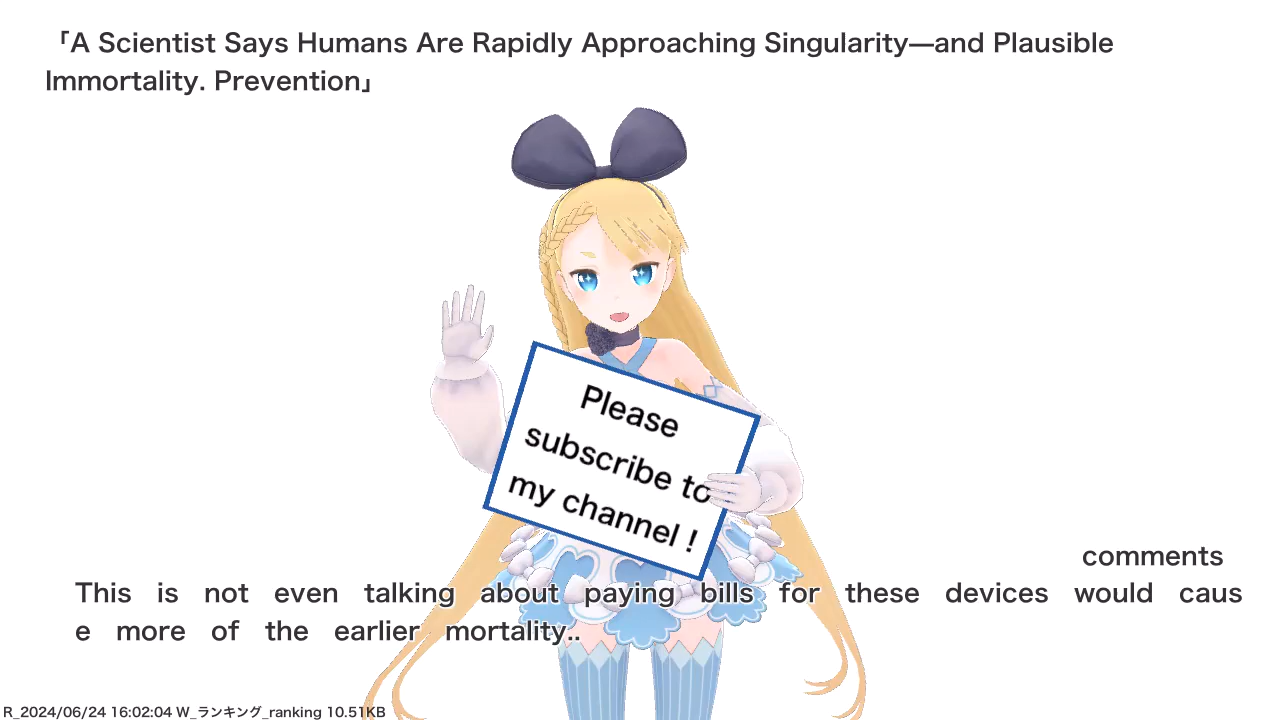 「A Scientist Says Humans Are Rapidly Approaching Singularity—and Plausible
Immortality. Prevention」
Please
subscribe to
my channel !
comments
This is not even talking about paying bills for these devices would caus
e more of the earlier mortality..
R_2024/06/24 16:02:04 W_ランキング_ranking 10.51KB